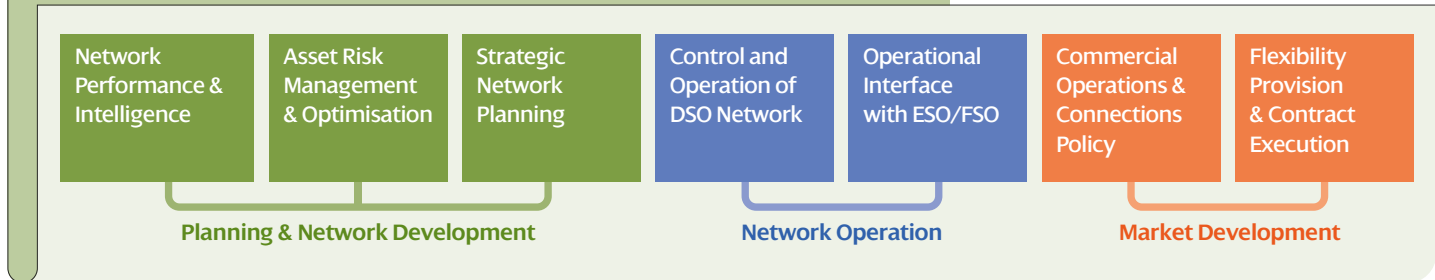 Network
Performance &
Intelligence
Asset Risk
Management
& Optimisation
Strategic
Network
Planning
Control and
Operation of
DSO Network
Operational
Interface
with ESO/FSO
Commercial
Operations &
Connections
Policy
Flexibility
Provision
& Contract
Execution
Planning & Network Development
Network Operation
Market Development